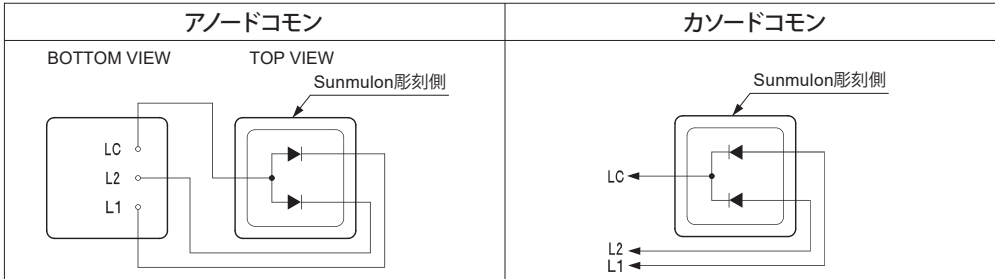 アノードコモン
カソードコモン
BOTTOM VIEW
TOP VIEW
Sunmulon彫刻側
LC
L2
L1
Sunmulon彫刻側
LC
L2
L1